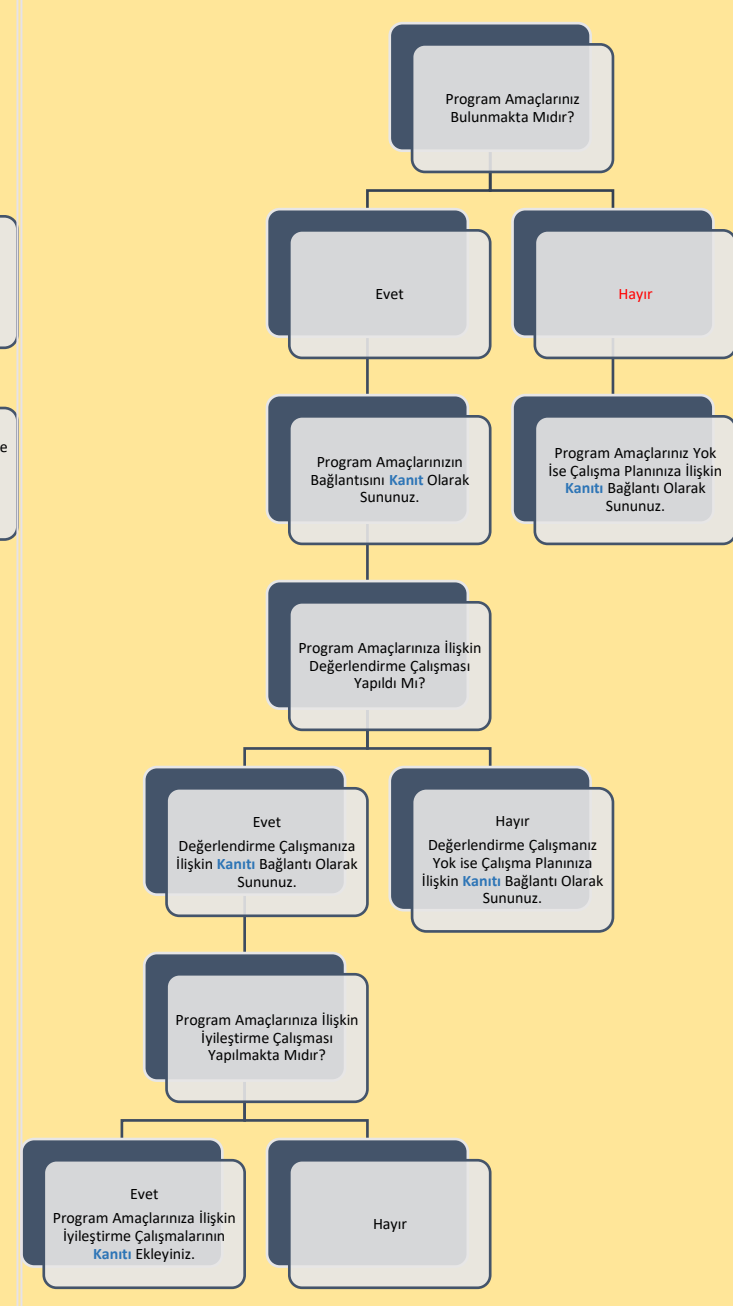 Program Amaçlarınız
Bulunmakta Mıdır?
Evet
Hayır
Program Amaçlarınızın
Bağlantısını Kanıt Olarak
Sununuz.
Program Amaçlarınız Yok
İse Çalışma Planınıza İlişkin
Kanıtı Bağlantı Olarak
Sununuz.
Program Amaçlarınıza İlişkin
Değerlendirme Çalışması
Yapıldı Mı?
Evet
Değerlendirme Çalışmanıza
İlişkin Kanıtı Bağlantı Olarak
Sununuz.
Hayır
Değerlendirme Çalışmanız
Yok ise Çalışma Planınıza
İlişkin Kanıtı Bağlantı Olarak
Sununuz.
Program Amaçlarınıza İlişkin
İyileştirme Çalışması
Yapılmakta Mıdır?
Evet
Program Amaçlarınıza İlişkin
İyileştirme Çalışmalarının
Kanıtı Ekleyiniz.
Hayır